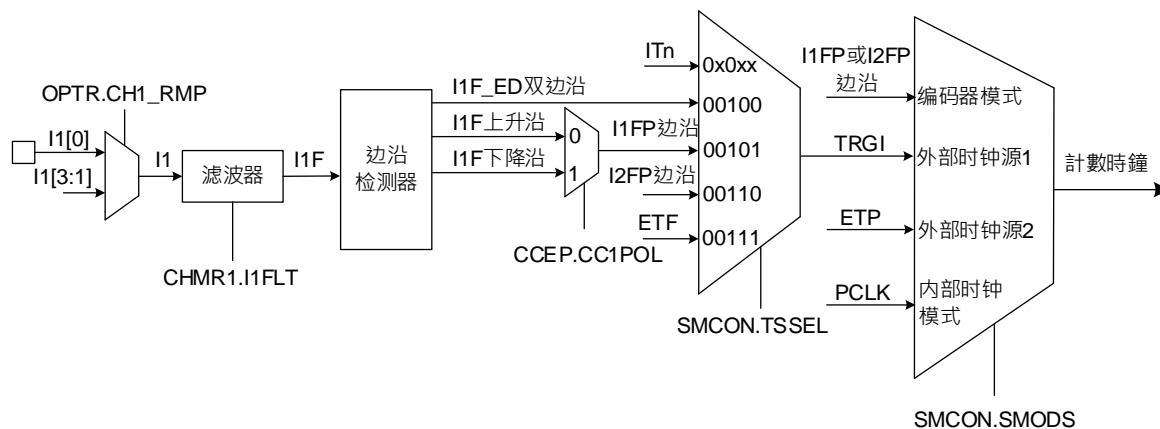 OPTR.CH1_RMP
I1[0]
I1[3:1]
I1
滤波器
CHMR1.I1FLT
I1F
边沿
检测器
I1F_ED双边沿
I1F上升沿
I1F下降沿
0
1
CCEP.CC1POL
ITn
I1FP边沿
I2FP边沿
ETF
0x0xx
00100
00101
00110
00111
SMCON.TSSEL
I1FP或I2FP
边沿
TRGI
ETP
PCLK
编码器模式
外部时钟源1
外部时钟源2
内部时钟
模式
SMCON.SMODS
計數時鐘